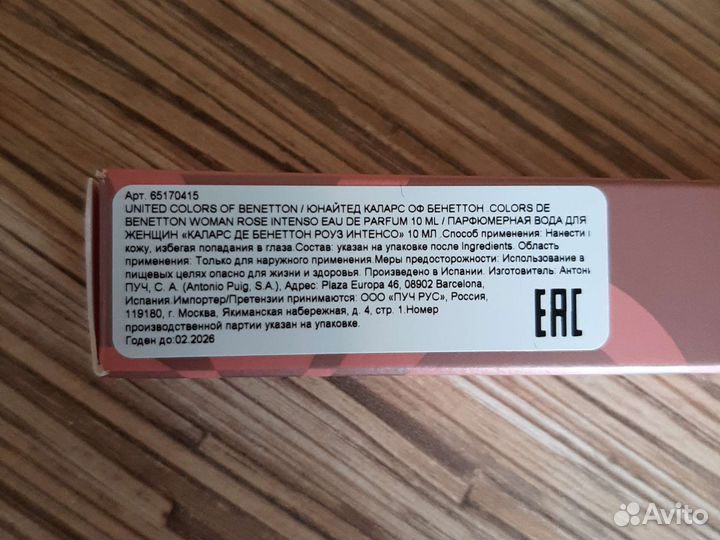 Арт. 65170415
UNITED COLORS OF BENETTON / ЮНАЙТЕД КАЛАРС ОФ БЕНЕТТОН .COLORS DE
BENETTON WOMAN ROSE INTENSO EAU DE PARFUM 10 ML / ПАРФЮМЕРНАЯ ВОДА ДЛЯ
ЖЕНЩИН «КАЛАРС ДЕ БЕНЕТТОН РОУЗ ИНТЕНСО» 10 МЛ .Способ применения: Нанести
кожу, избегая попадания в глаза.Состав: указан на упаковке после Ingredients. Область
применения: Только для наружного применения.Меры предосторожности: Использование в
пищевых целях опасно для жизни и здоровья. Произведено в Испании. Изготовитель: Антони
ПУЧ, С. А. (Antonio Puig, S.A.), Адрес: Plaza Europa 46, 08902 Barcelona,
Испания.Импортер/Претензии принимаются: ООО «ПУЧ РУС», Россия,
119180, г. Москва, Якиманская набережная, д. 4, стр. 1.Номер
производственной партии указан на упаковке.
Годен до:02.2026
EAC
Avito